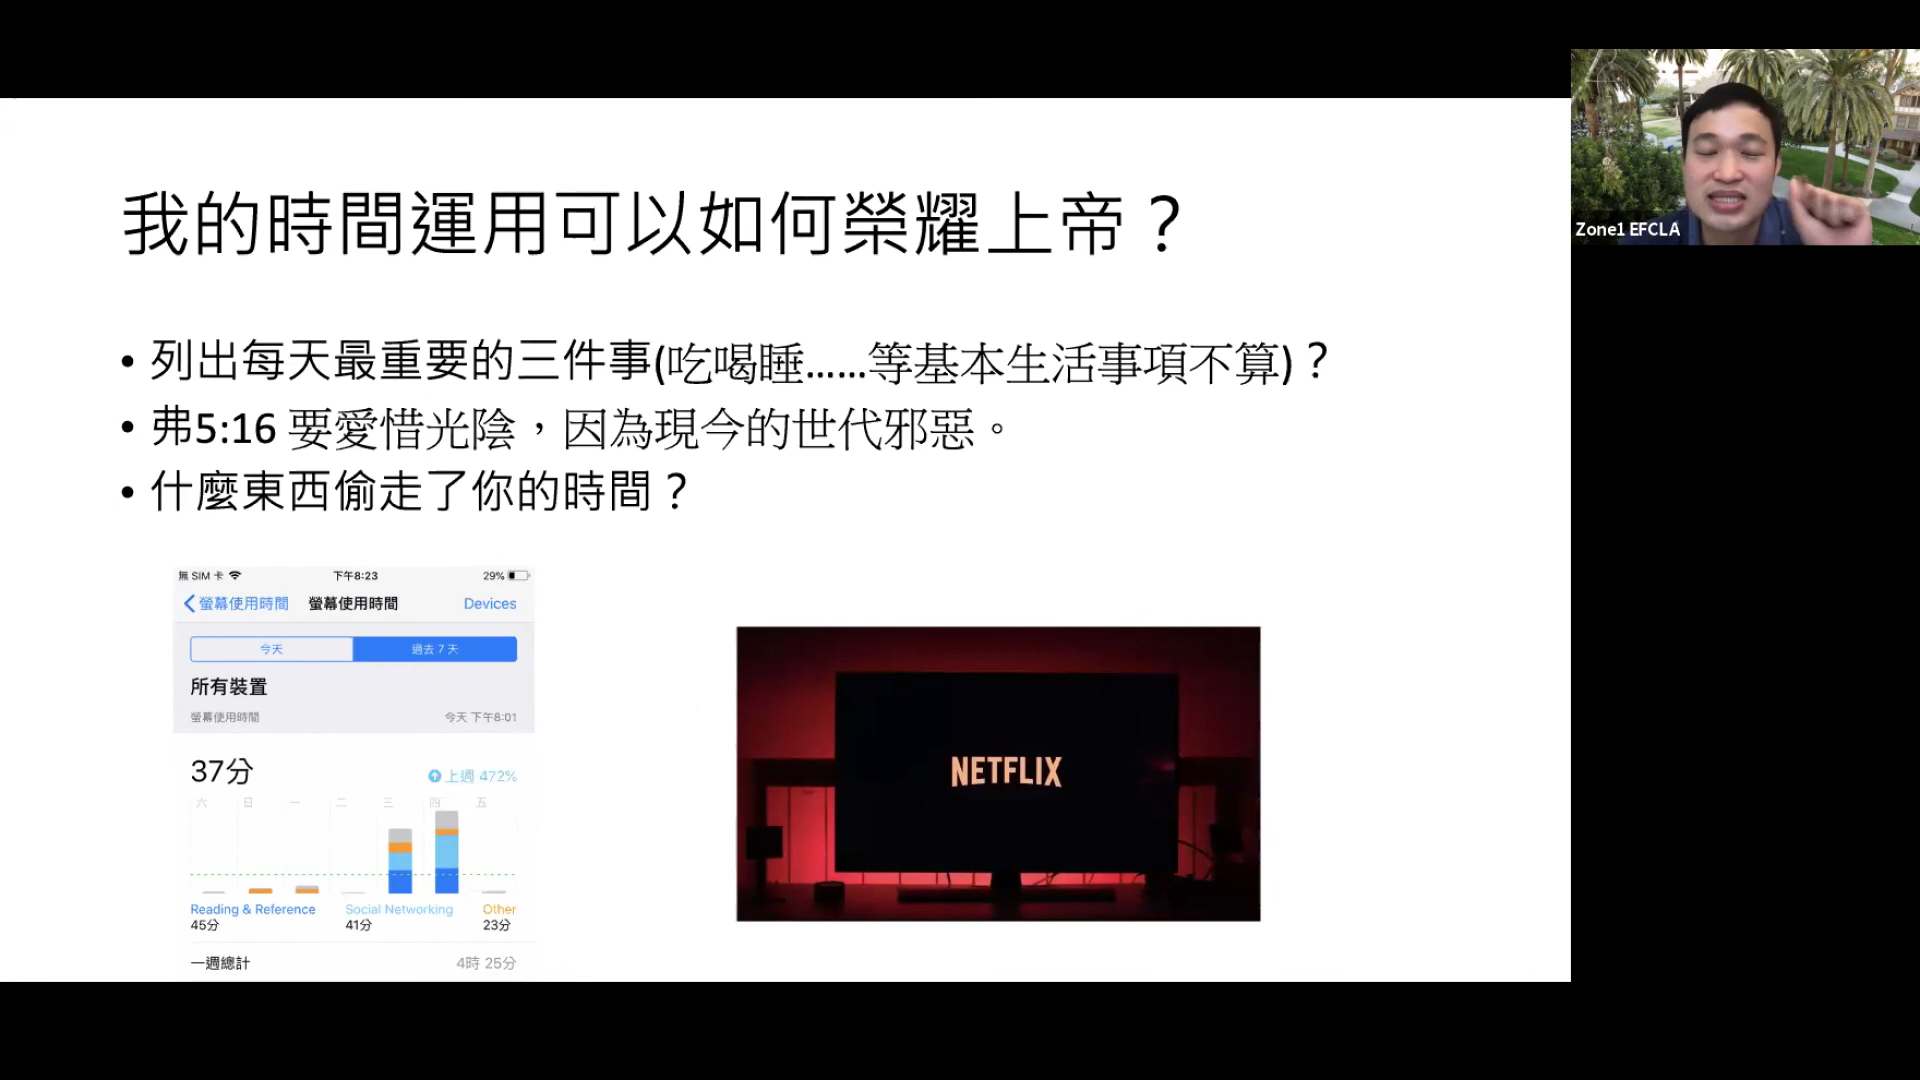 我的時間運用可以如何榮耀上帝？
• 列出每天最重要的三件事(吃喝睡……等基本生活事項不算)？
• 弗5:16 要愛惜光陰，因為現今的世代邪惡。
• 什麼東西偷走了你的時間？
無 SIM 卡 下午8:23 29%
螢幕使用時間 螢幕使用時間 Devices
今天 過去 7 天
所有裝置
螢幕使用時間 今天 下午8:01
37分 上週 472%
六 日 一 二 三 四 五
Reading & Reference Social Networking Other
45分 41分 23分
一週總計 4時 25分
NETFLIX
Zone1 EFCLA